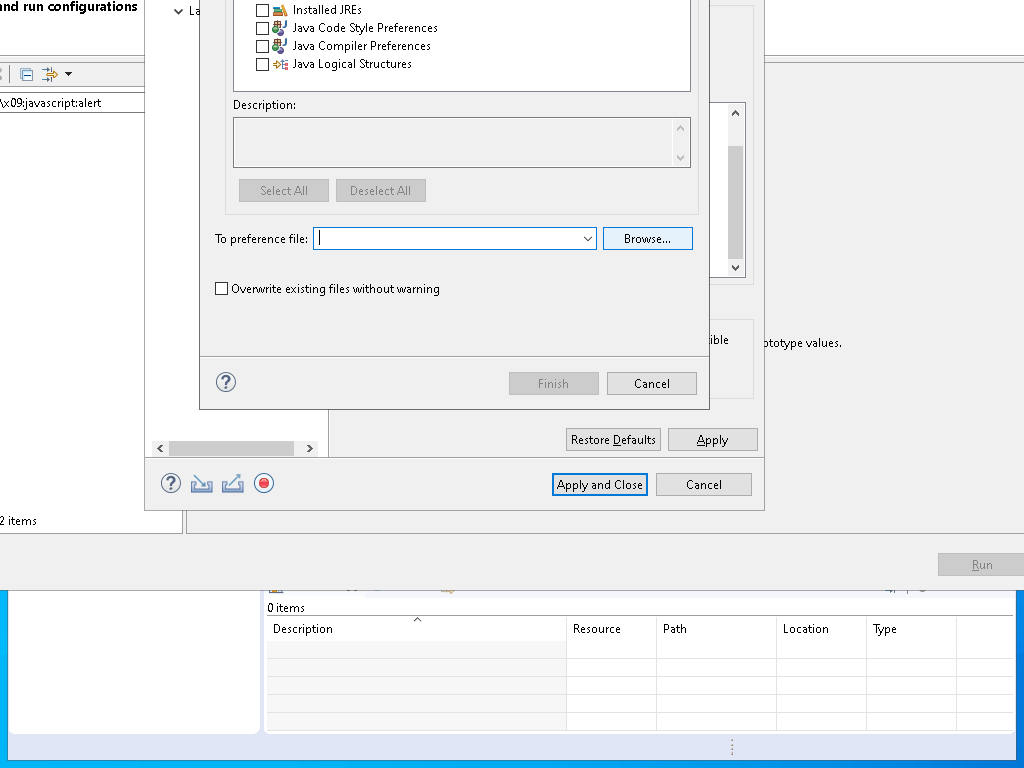 and run configurations
La
Installed JREs
Java Code Style Preferences
Java Compiler Preferences
Java Logical Structures
\x09:javascript:alert
Description:
Select All
Deselect All
To preference file:
Browse...
Overwrite existing files without warning
ible
ototype values.
Finish
Cancel
Restore Defaults
Apply
Apply and Close
Cancel
2 items
Run
0 items
Description
Resource
Path
Location
Type